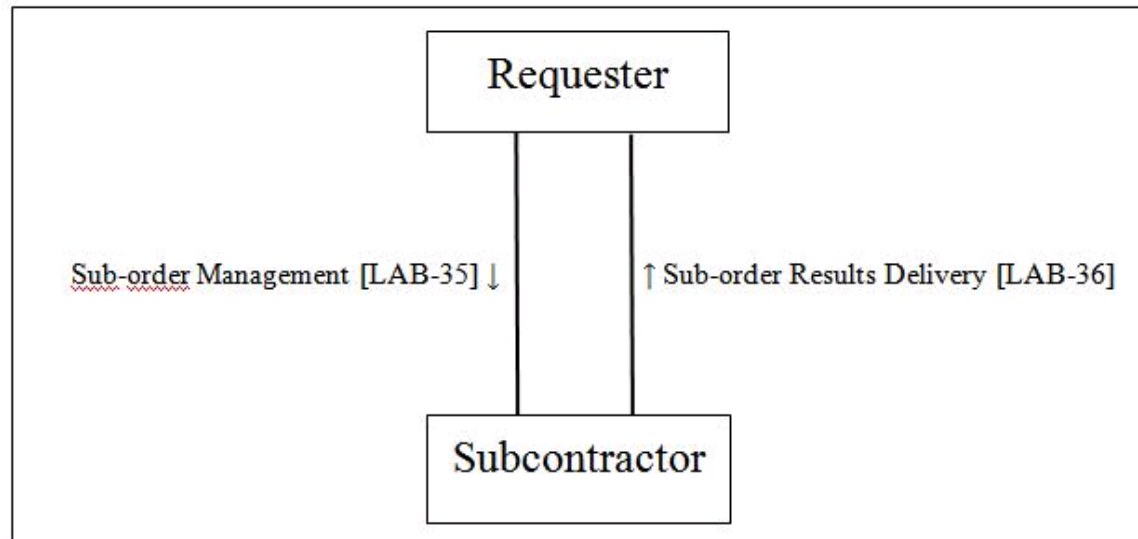 Requester
Sub-order Management [LAB-35] ↓
↑ Sub-order Results Delivery [LAB-36]
Subcontractor